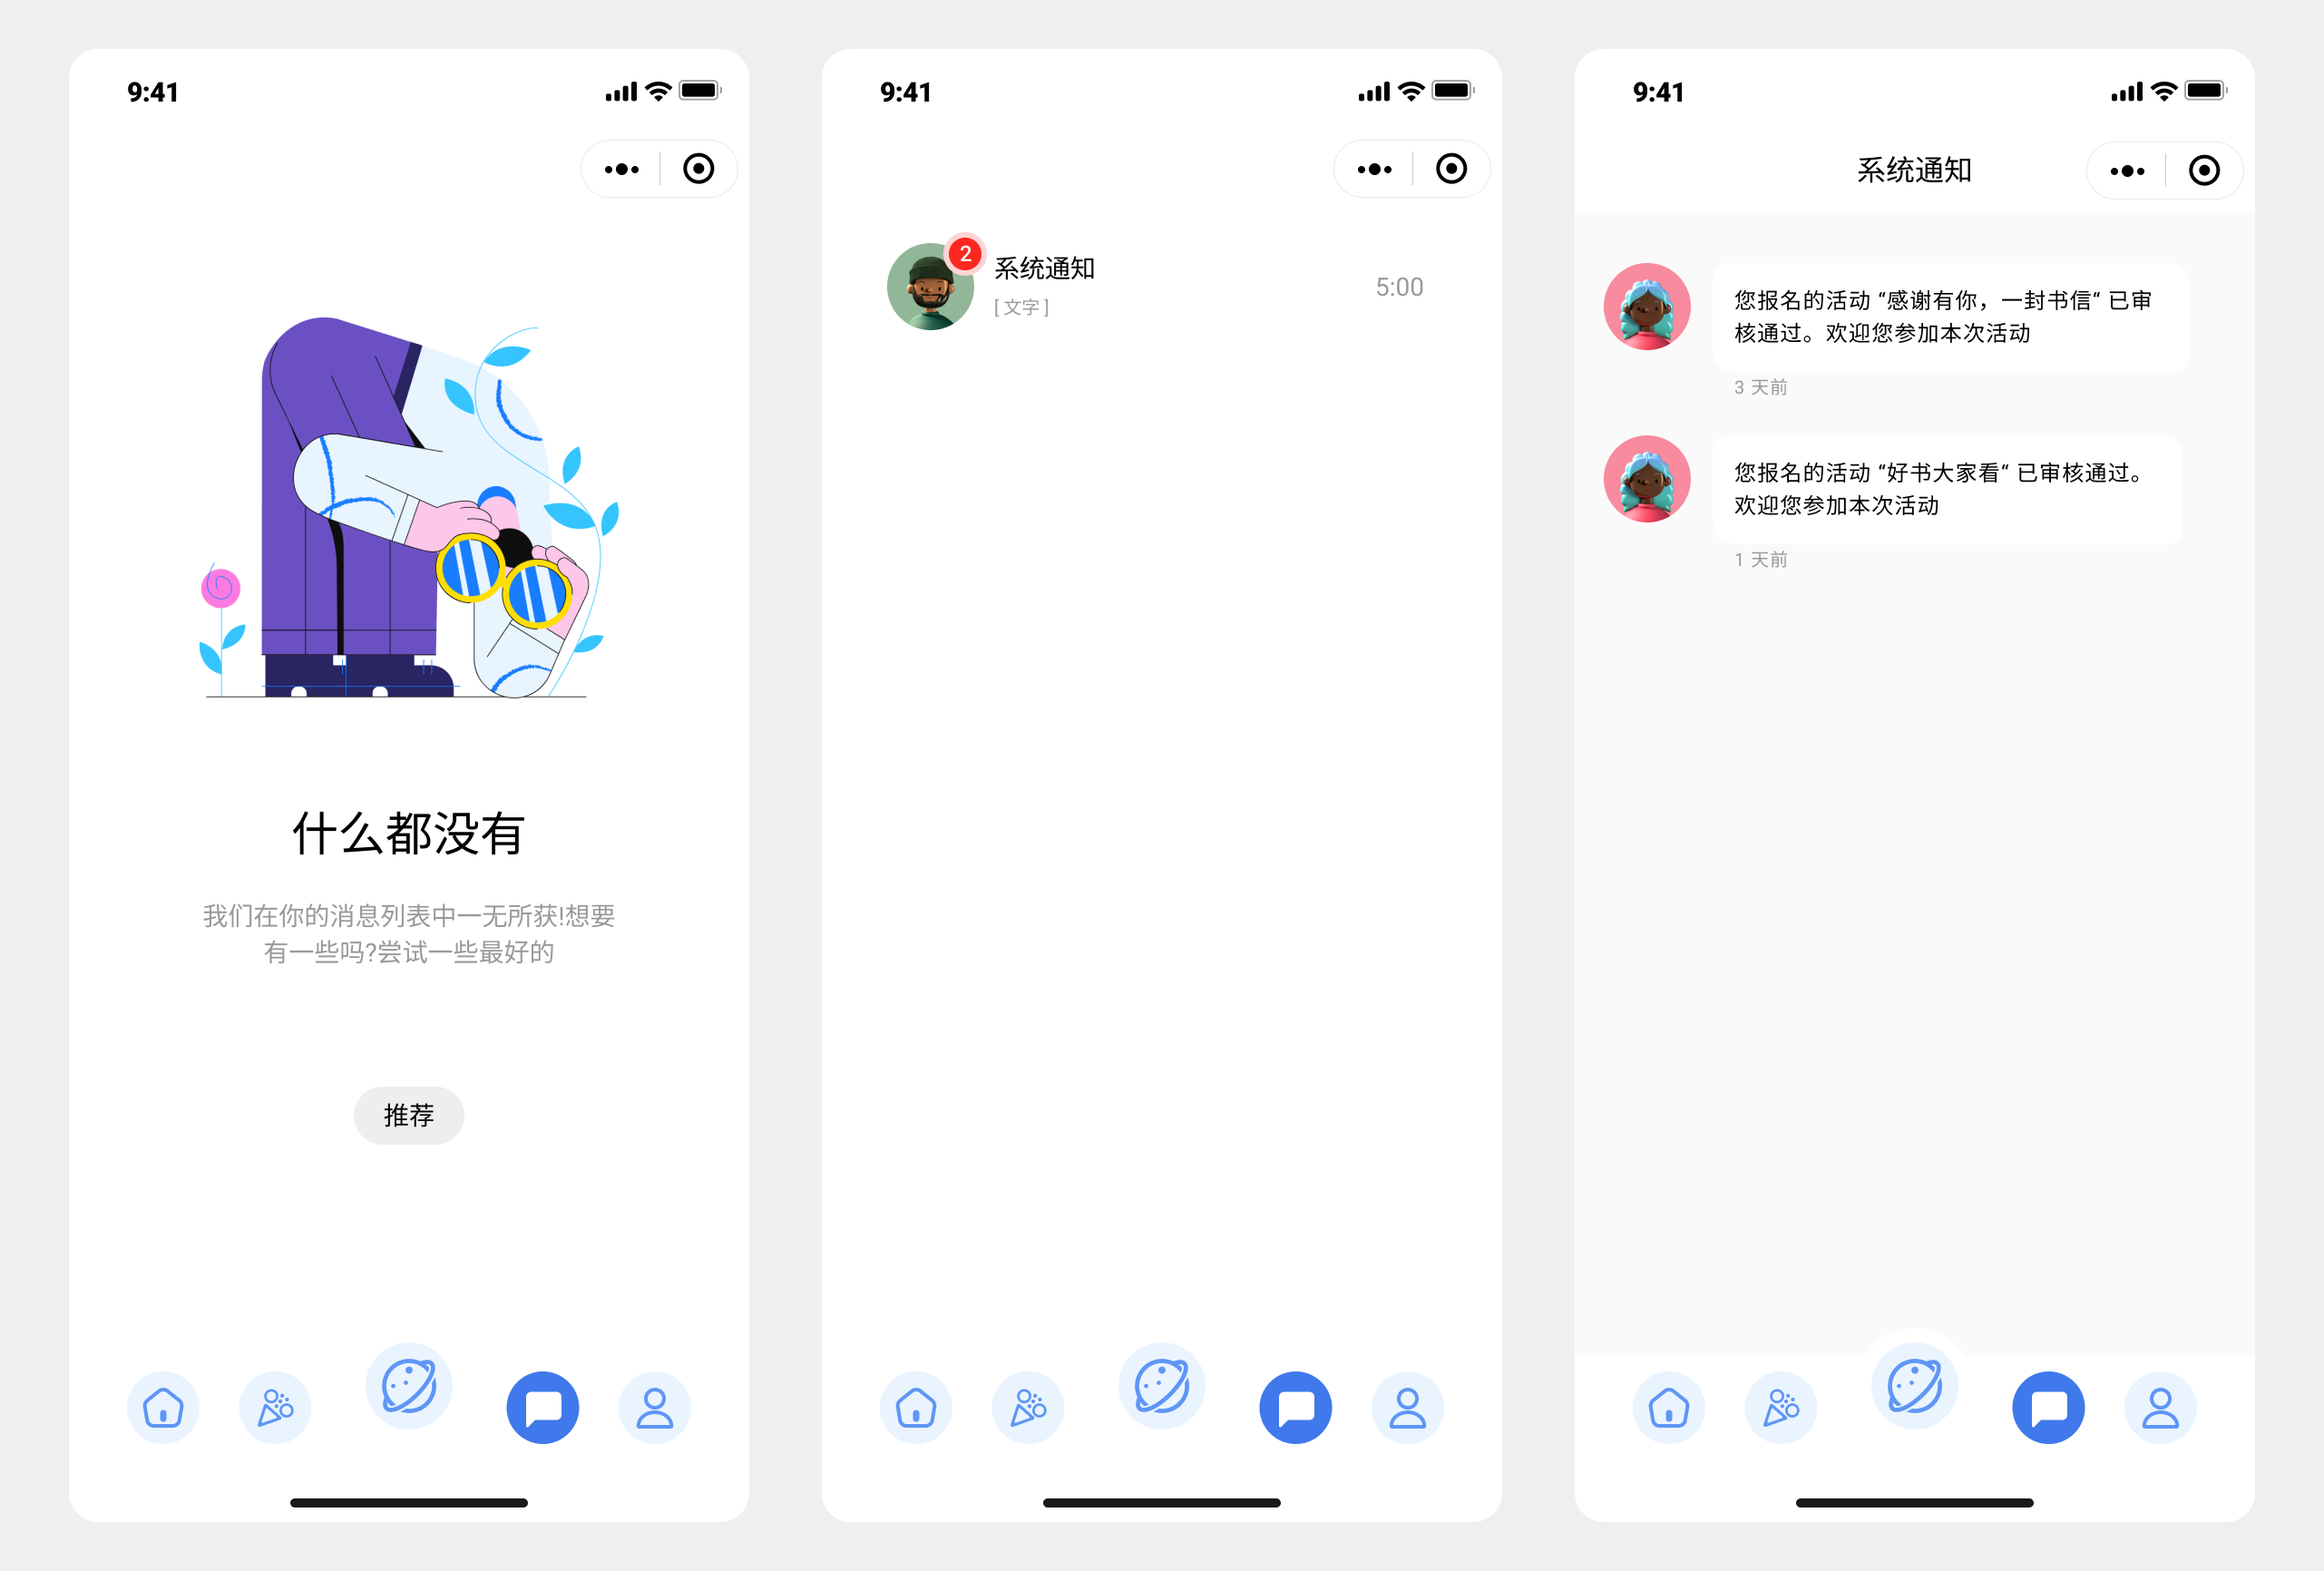 9:41
什么都没有
我们在你的消息列表中一无所获!想要
有一些吗?尝试一些最好的
推荐
9:41
2
系统通知
[ 文字 ]
5:00
9:41
系统通知
您报名的活动 “感谢有你，一封书信“ 已审
核通过。欢迎您参加本次活动
3 天前
您报名的活动 “好书大家看“ 已审核通过。
欢迎您参加本次活动
1 天前